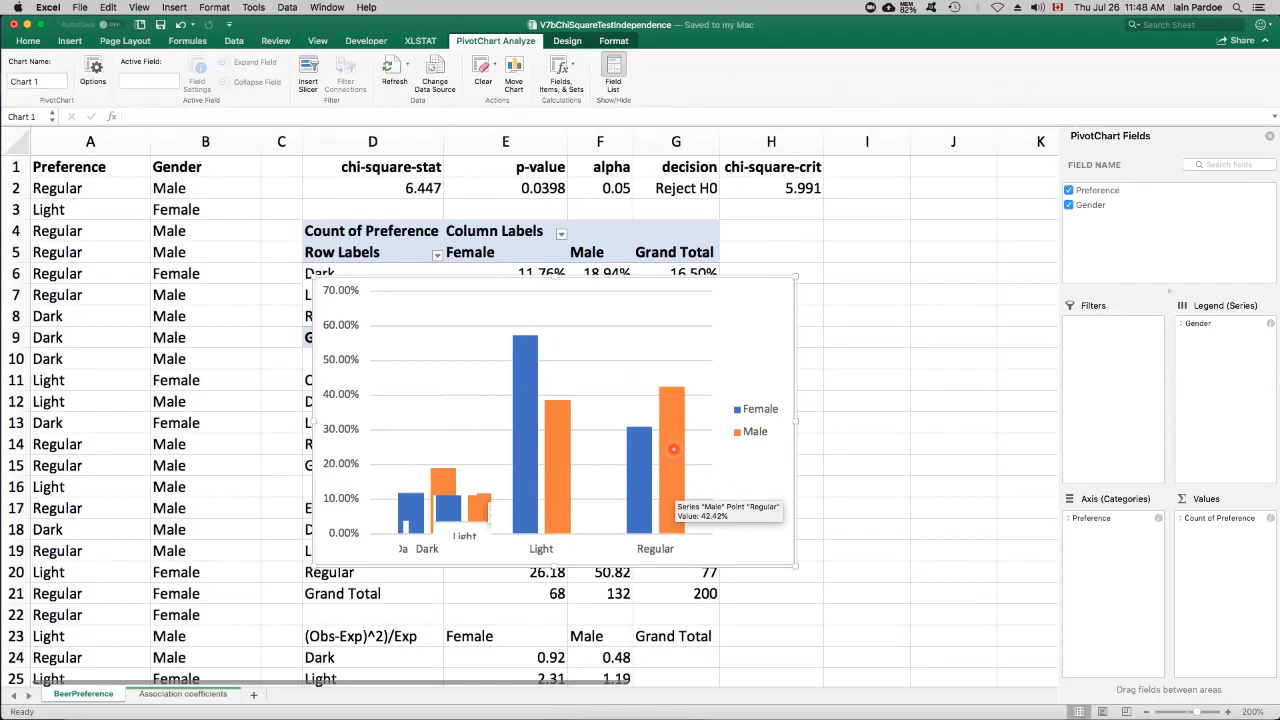 Excel File Edit View Insert Format Tools Data Window Help
82% Thu Jul 26 11:48 AM Iain Pardoe
AutoSave OFF V7bChiSquareTestIndependence — Saved to my Mac Search Sheet
Home Insert Page Layout Formulas Data Review View Developer XLSTAT PivotChart Analyze Design Format Share
Chart Name: Chart 1 Options PivotChart
Active Field: Field Settings Expand Field Collapse Field Active Field
Insert Slicer Filter Connections Filter
Refresh Change Data Source Data
Clear Move Chart Actions
Fields, Items, & Sets Calculations
Field List Show/Hide
Chart 1 fx
A B C D E F G H I J K
1 Preference Gender chi-square-stat p-value alpha decision chi-square-crit
2 Regular Male 6.447 0.0398 0.05 Reject H0 5.991
3 Light Female
4 Regular Male Count of Preference Column Labels
5 Regular Male Row Labels Female Male Grand Total
6 Regular Female Dark 11.76% 18.94% 16.50%
7 Regular Male L
8 Dark Male R
9 Dark Male G
10 Dark Male
11 Light Female
12 Light Male D
13 Dark Female L
14 Regular Male R
15 Regular Male G
16 Light Male
17 Regular Male E
18 Dark Male D
19 Regular Male L
20 Light Female Regular 26.18 50.82 77
21 Regular Female Grand Total 68 132 200
22 Regular Female
23 Light Male (Obs-Exp)^2)/Exp Female Male Grand Total
24 Regular Male Dark 0.92 0.48
25 Light Female Light 2.31 1.19
70.00%
60.00%
50.00%
40.00%
30.00%
20.00%
10.00%
0.00%
Light
Da Dark Light Regular
Female
Male
Series "Male" Point "Regular"
Value: 42.42%
PivotChart Fields
FIELD NAME Search fields
Preference
Gender
Filters Legend (Series)
Gender
Axis (Categories) Values
Preference Count of Preference
Drag fields between areas
BeerPreference Association coefficients +
Ready 200%